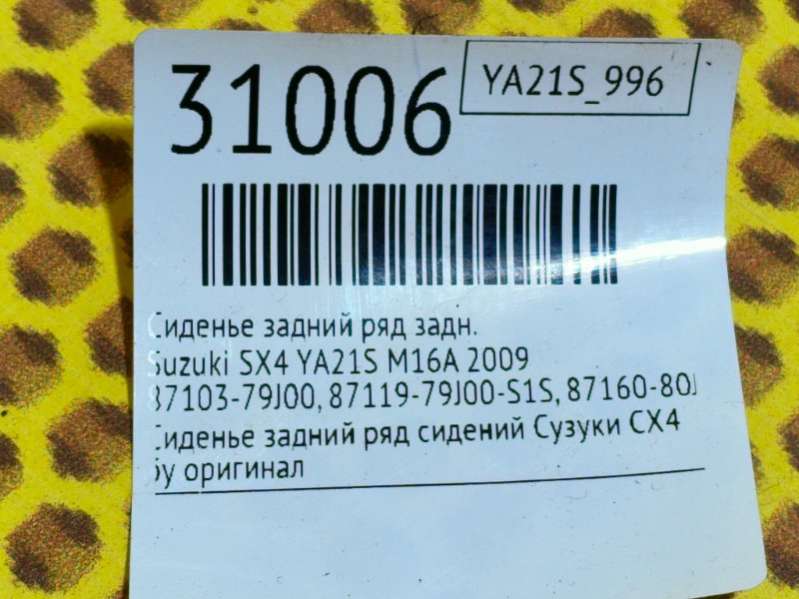 31006
YA21S_996
Сиденье задний ряд задн.
Suzuki SX4 YA21S M16A 2009
87103-79J00, 87119-79J00-S1S, 87160-80J
Сиденье задний ряд сидений Сузуки СХ4
бу оригинал